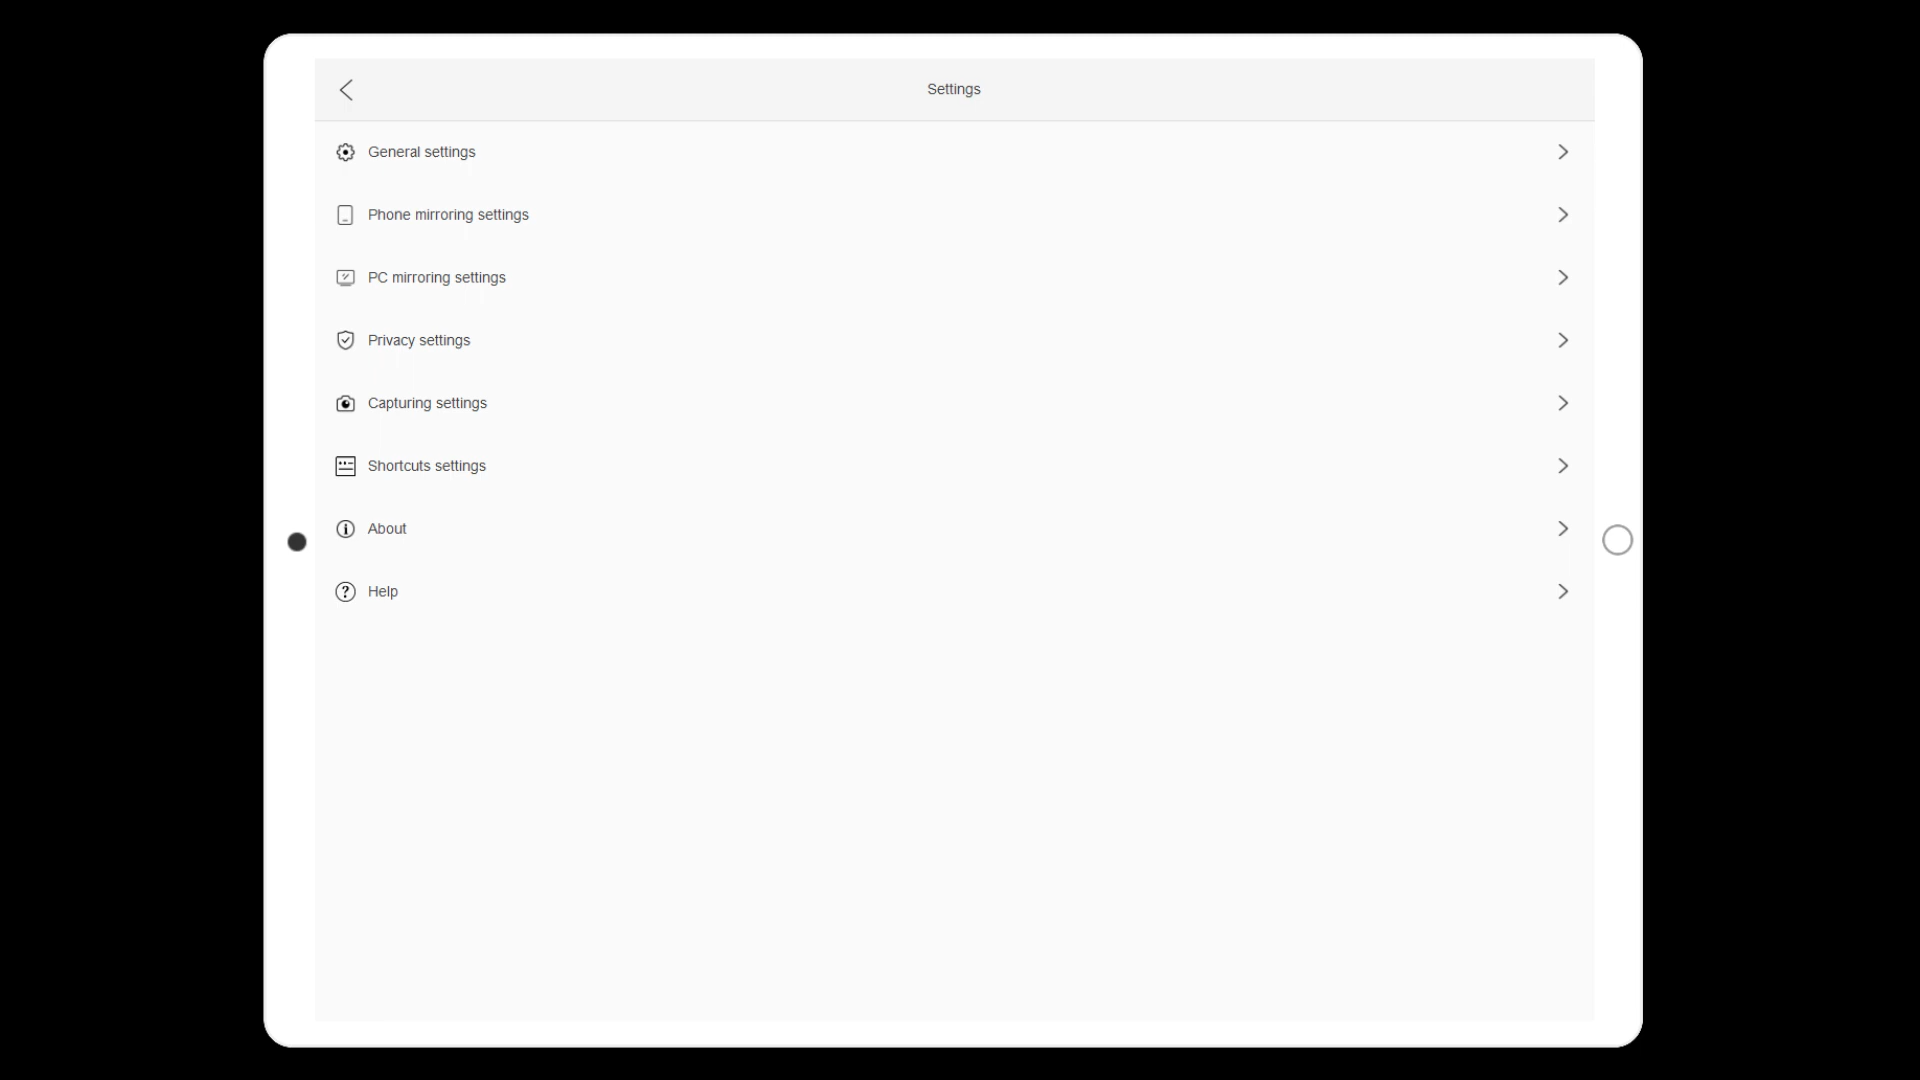 Settings
General settings
Phone mirroring settings
PC mirroring settings
Privacy settings
Capturing settings
Shortcuts settings
About
Help